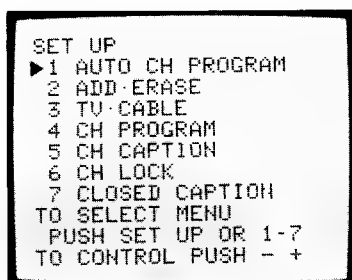 SET UP
▶1 AUTO CH PROGRAM
2 ADD·ERASE
3 TV·CABLE
4 CH PROGRAM
5 CH CAPTION
6 CH LOCK
7 CLOSED CAPTION
TO SELECT MENU
PUSH SET UP OR 1-7
TO CONTROL PUSH - +